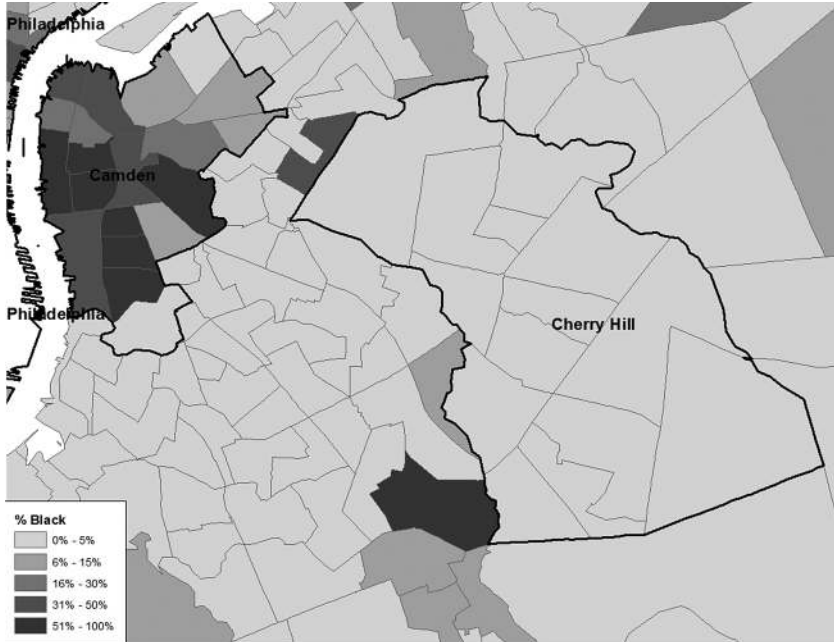 Philadelphia
Camden
Philadelphia
Cherry Hill
% Black
0% - 5%
6% - 15%
16% - 30%
31% - 50%
51% - 100%